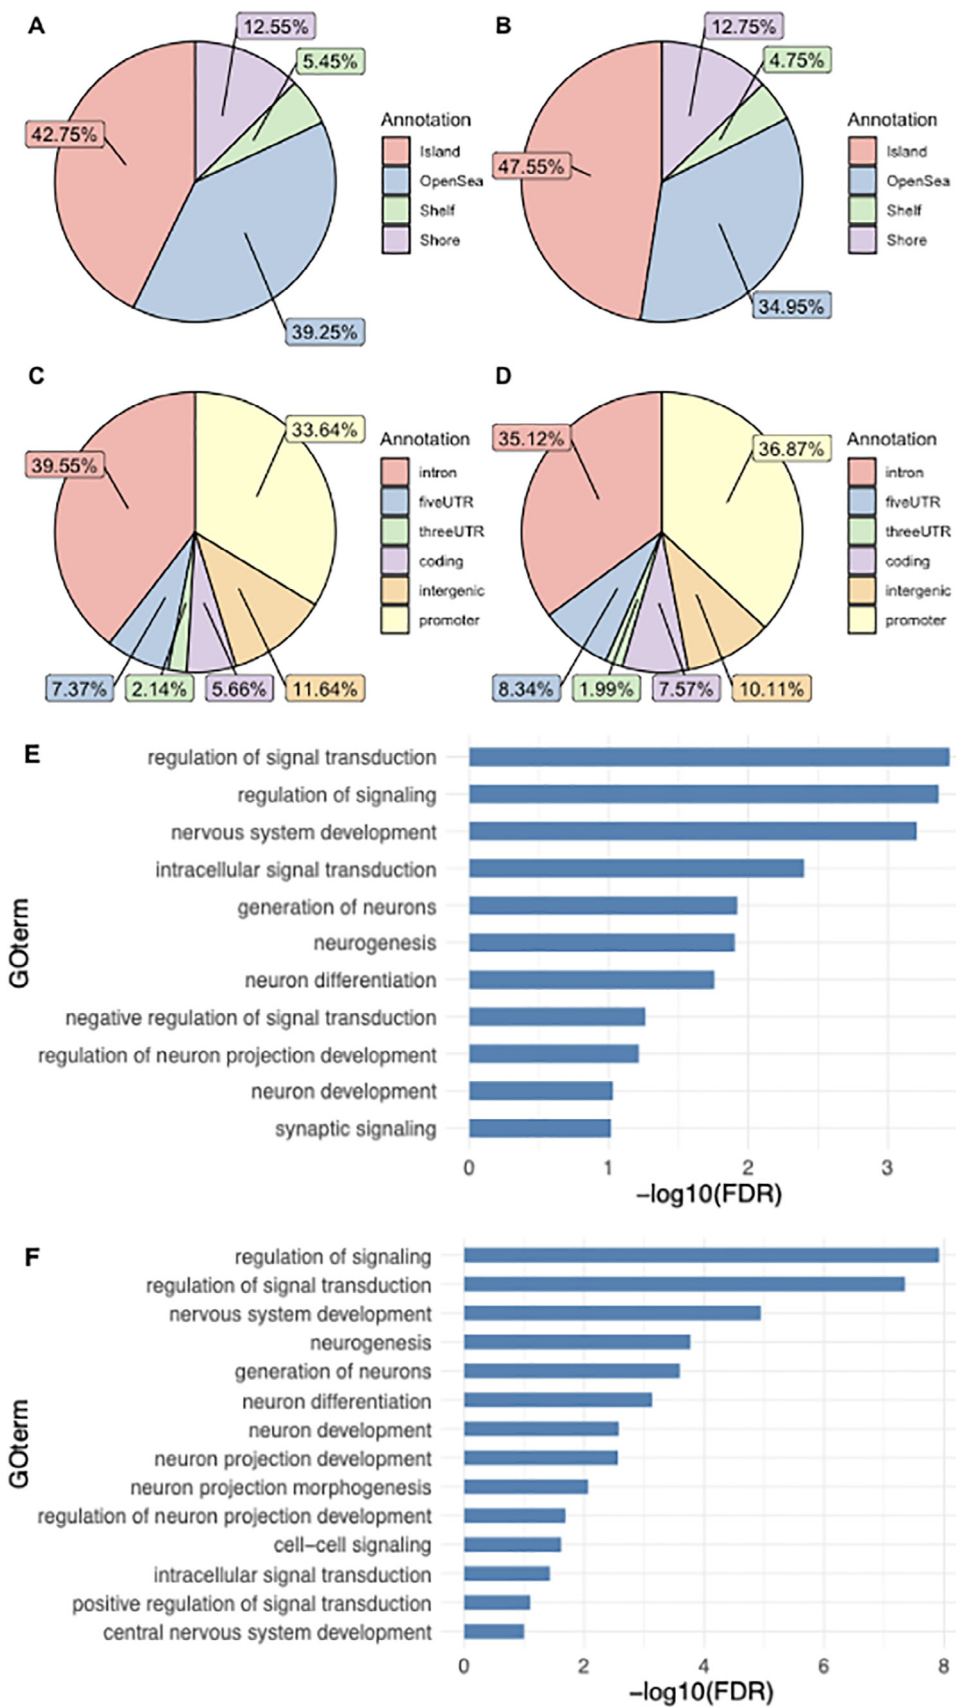 A
12.55%
5.45%
42.75%
39.25%
Annotation
Island
OpenSea
Shelf
Shore
B
12.75%
4.75%
47.55%
34.95%
Annotation
Island
OpenSea
Shelf
Shore
C
33.64%
39.55%
7.37%
2.14%
5.66%
11.64%
Annotation
intron
fiveUTR
threeUTR
coding
intergenic
promoter
D
35.12%
36.87%
8.34%
1.99%
7.57%
10.11%
Annotation
intron
fiveUTR
threeUTR
coding
intergenic
promoter
E
GOterm
regulation of signal transduction
regulation of signaling
nervous system development
intracellular signal transduction
generation of neurons
neurogenesis
neuron differentiation
negative regulation of signal transduction
regulation of neuron projection development
neuron development
synaptic signaling
0 1 2 3
−log10(FDR)
F
GOterm
regulation of signaling
regulation of signal transduction
nervous system development
neurogenesis
generation of neurons
neuron differentiation
neuron development
neuron projection development
neuron projection morphogenesis
regulation of neuron projection development
cell−cell signaling
intracellular signal transduction
positive regulation of signal transduction
central nervous system development
0 2 4 6 8
−log10(FDR)